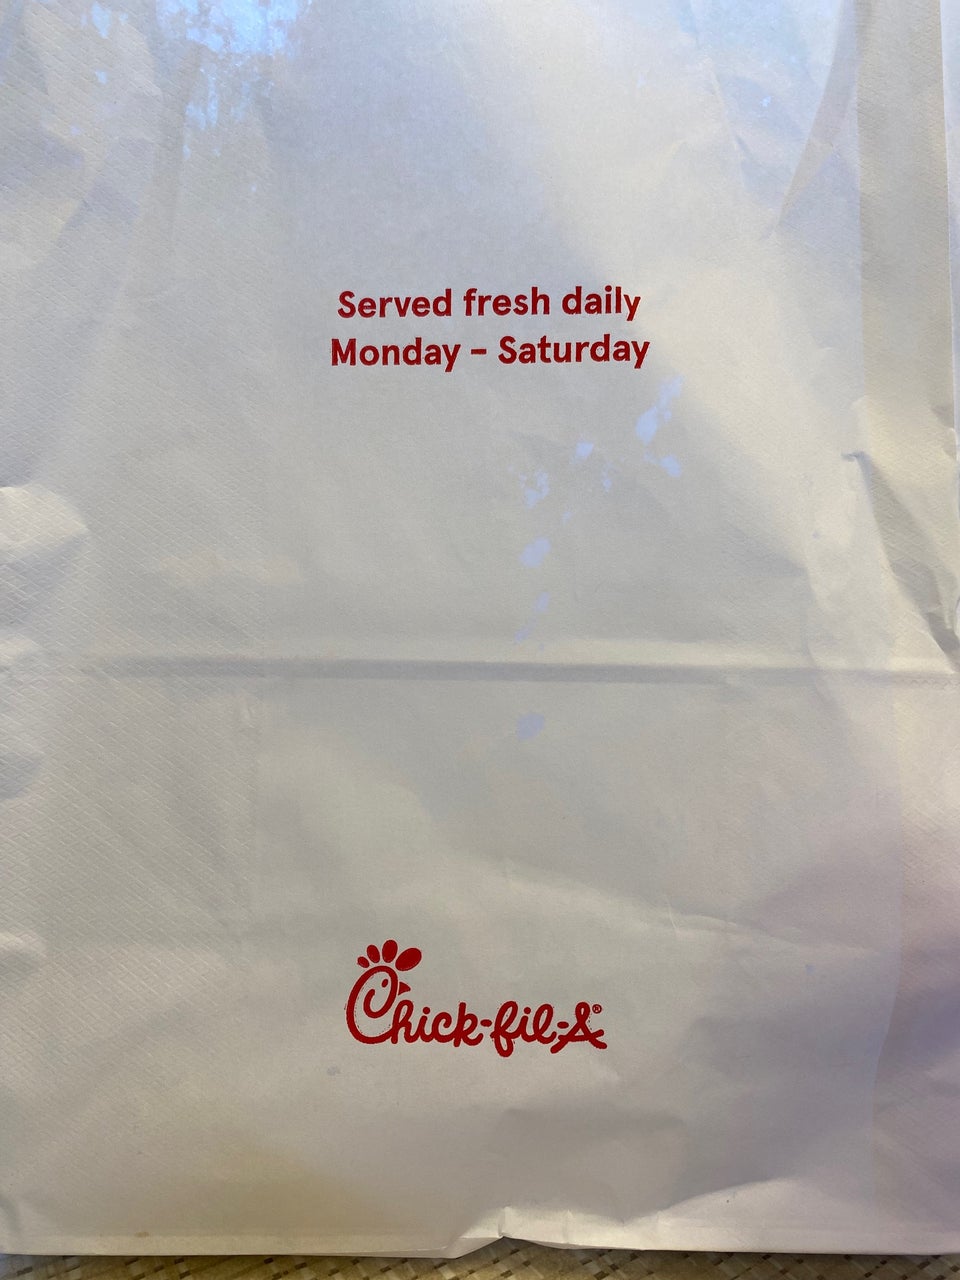 Served fresh daily
Monday – Saturday
Chick-fil-A®